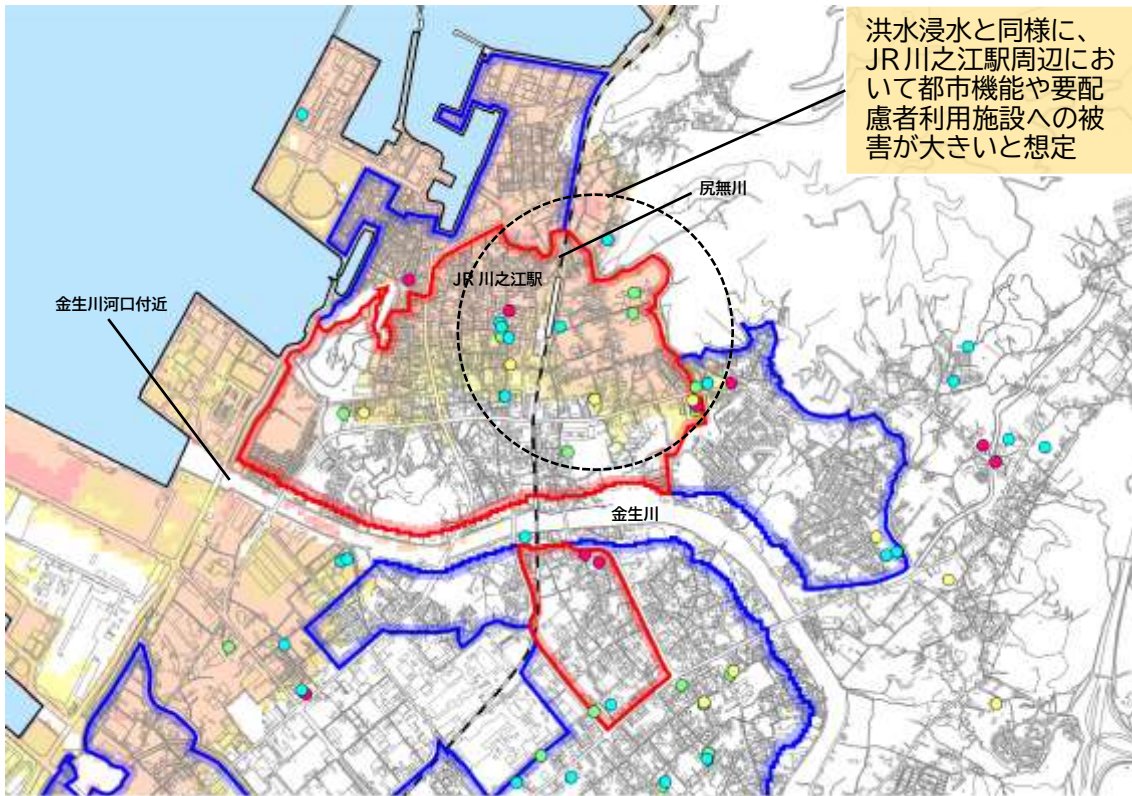 洪水浸水と同様に、
JR川之江駅周辺にお
いて都市機能や要配
慮者利用施設への被
害が大きいと想定
尻無川
JR 川之江駅
金生川河口付近
金生川